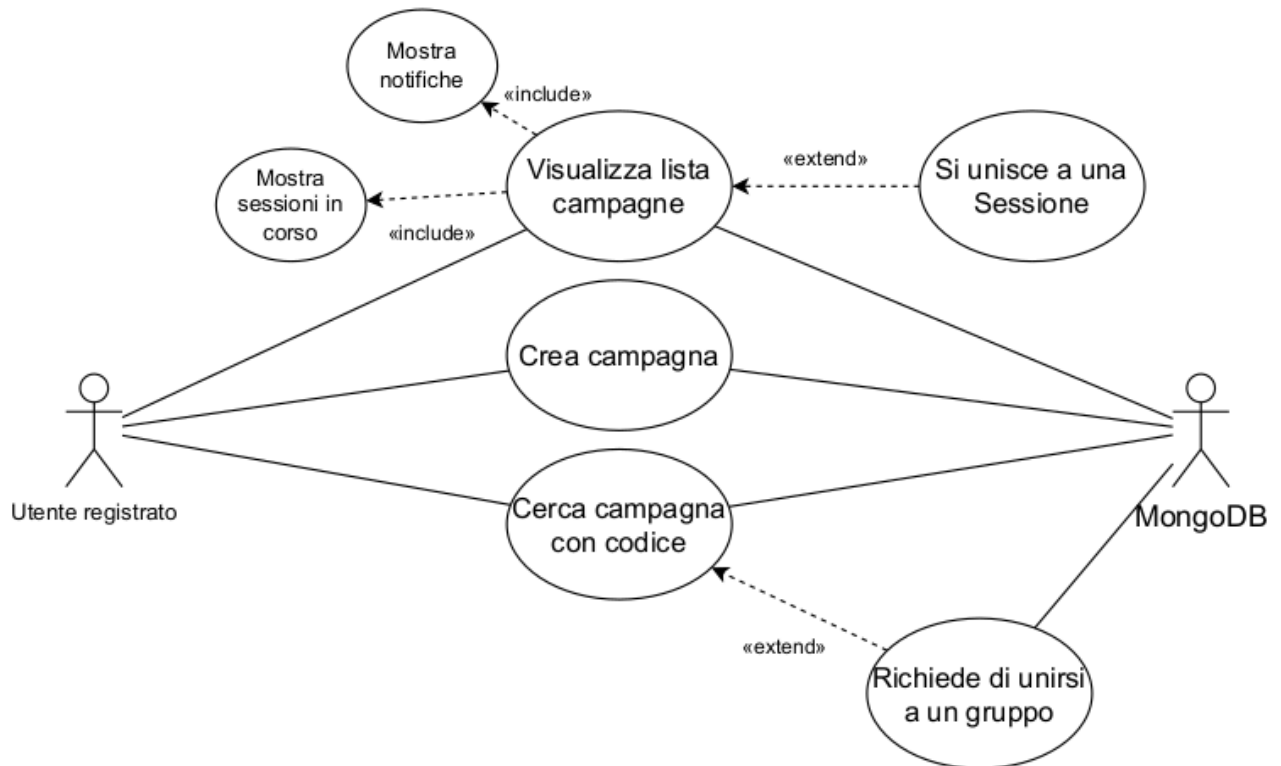 Mostra
notifiche
«include»
Visualizza lista
campagne
«extend»
Si unisce a una
Sessione
Mostra
sessioni in
corso
«include»
Crea campagna
Utente registrato
Cerca campagna
con codice
MongoDB
«extend»
Richiede di unirsi
a un gruppo